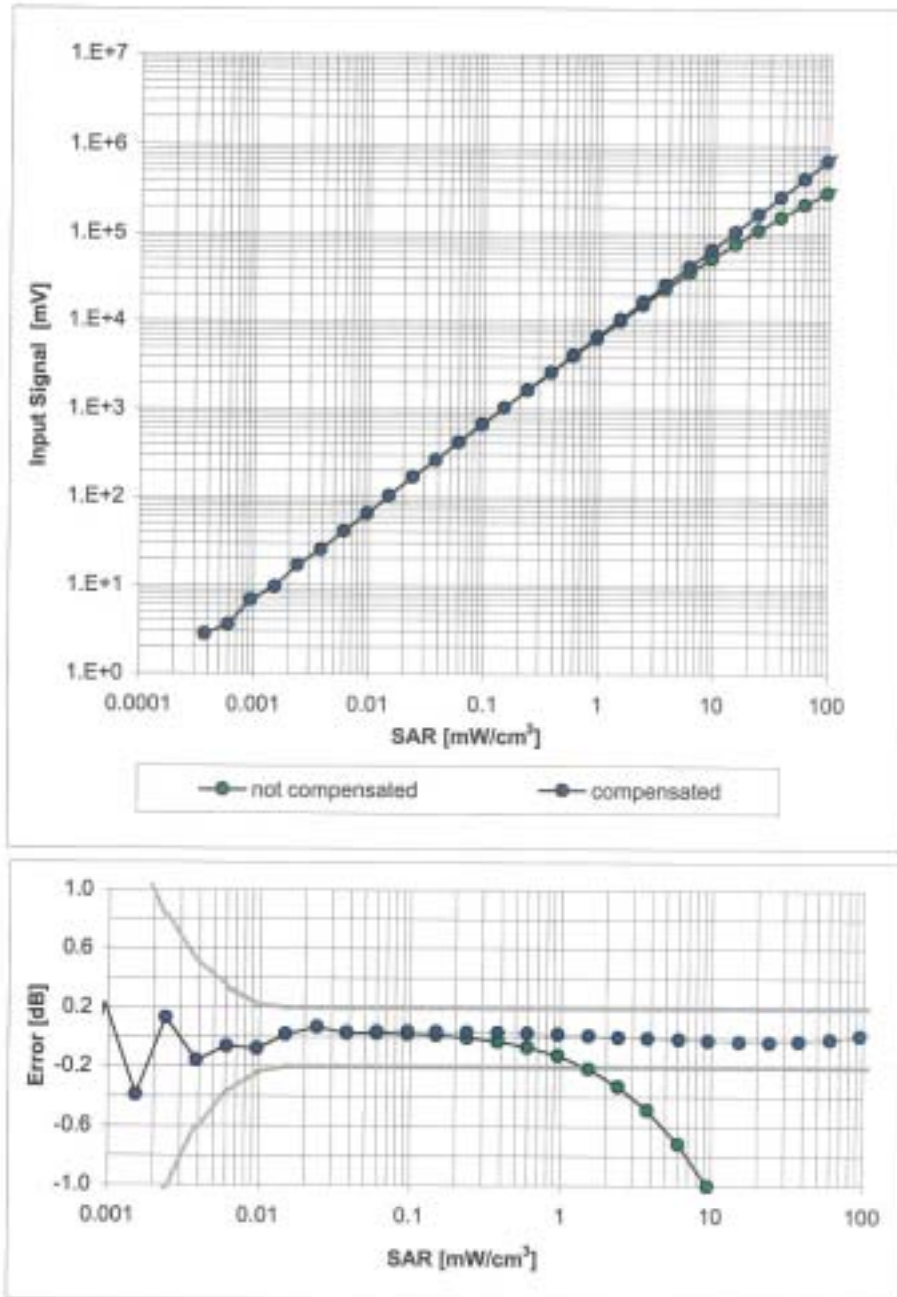 1.E+7
1.E+6
1.E+5
1.E+4
1.E+3
1.E+2
1.E+1
1.E+0
Input Signal [mV]
0.0001 0.001 0.01 0.1 1 10 100
SAR [mW/cm³]
not compensated compensated
1.0
0.6
0.2
-0.2
-0.6
-1.0
Error [dB]
0.001 0.01 0.1 1 10 100
SAR [mW/cm³]